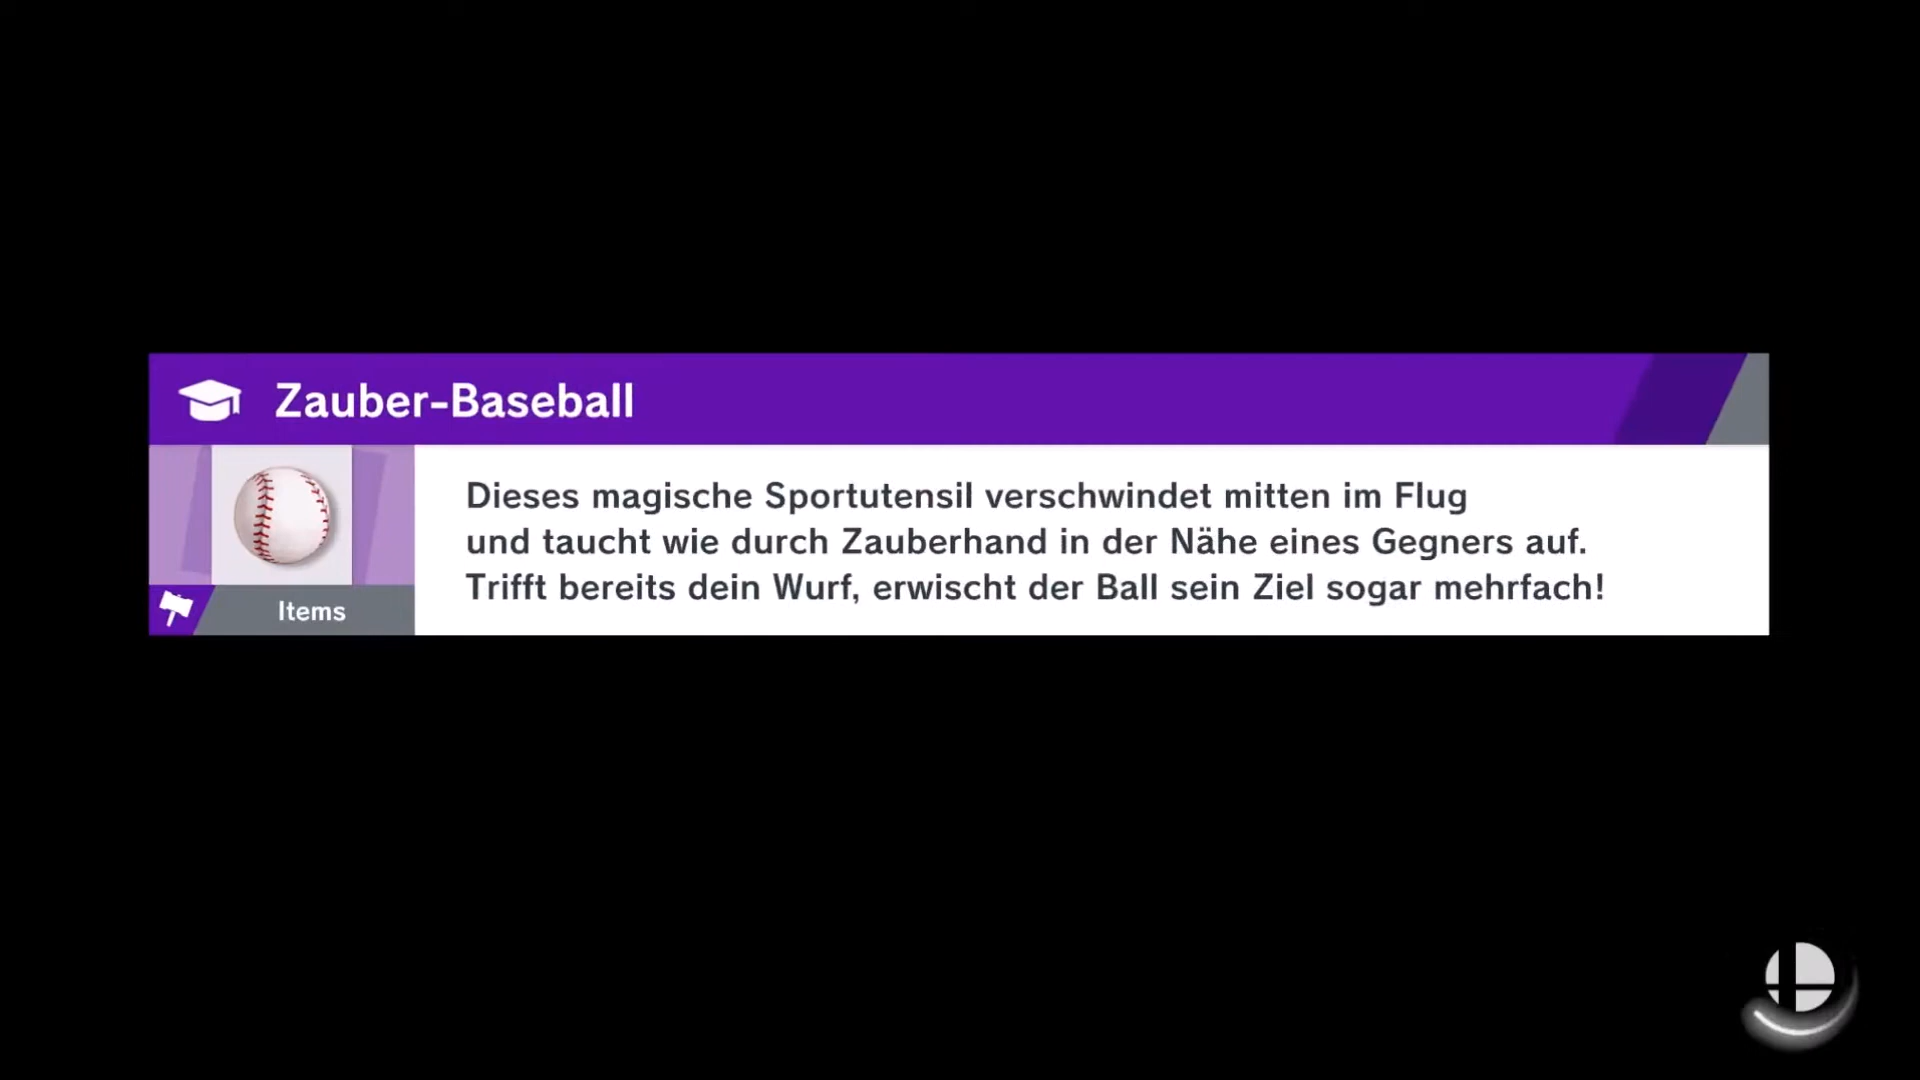 Zauber-Baseball
Dieses magische Sportutensil verschwindet mitten im Flug
und taucht wie durch Zauberhand in der Nähe eines Gegners auf.
Trifft bereits dein Wurf, erwischt der Ball sein Ziel sogar mehrfach!
Items